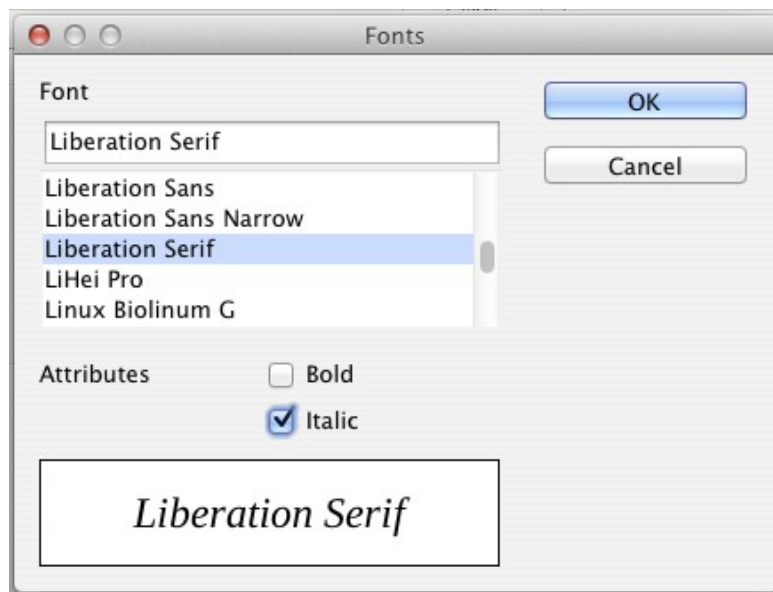 Fonts
Font
OK
Liberation Serif
Cancel
Liberation Sans
Liberation Sans Narrow
Liberation Serif
LiHei Pro
Linux Biolinum G
Attributes
Bold
Italic
Liberation Serif